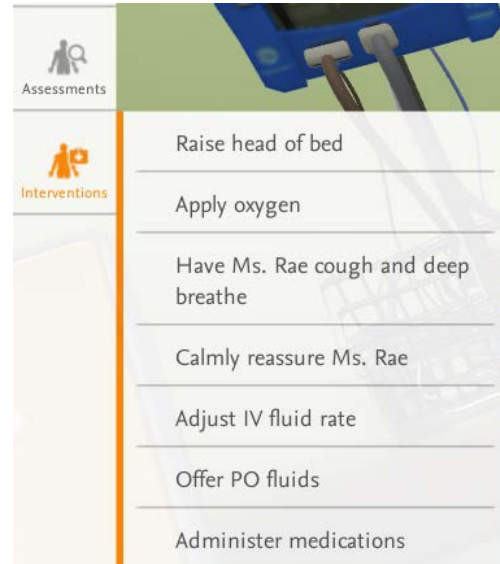 Assessments
Interventions
Raise head of bed
Apply oxygen
Have Ms. Rae cough and deep
breathe
Calmly reassure Ms. Rae
Adjust IV fluid rate
Offer PO fluids
Administer medications